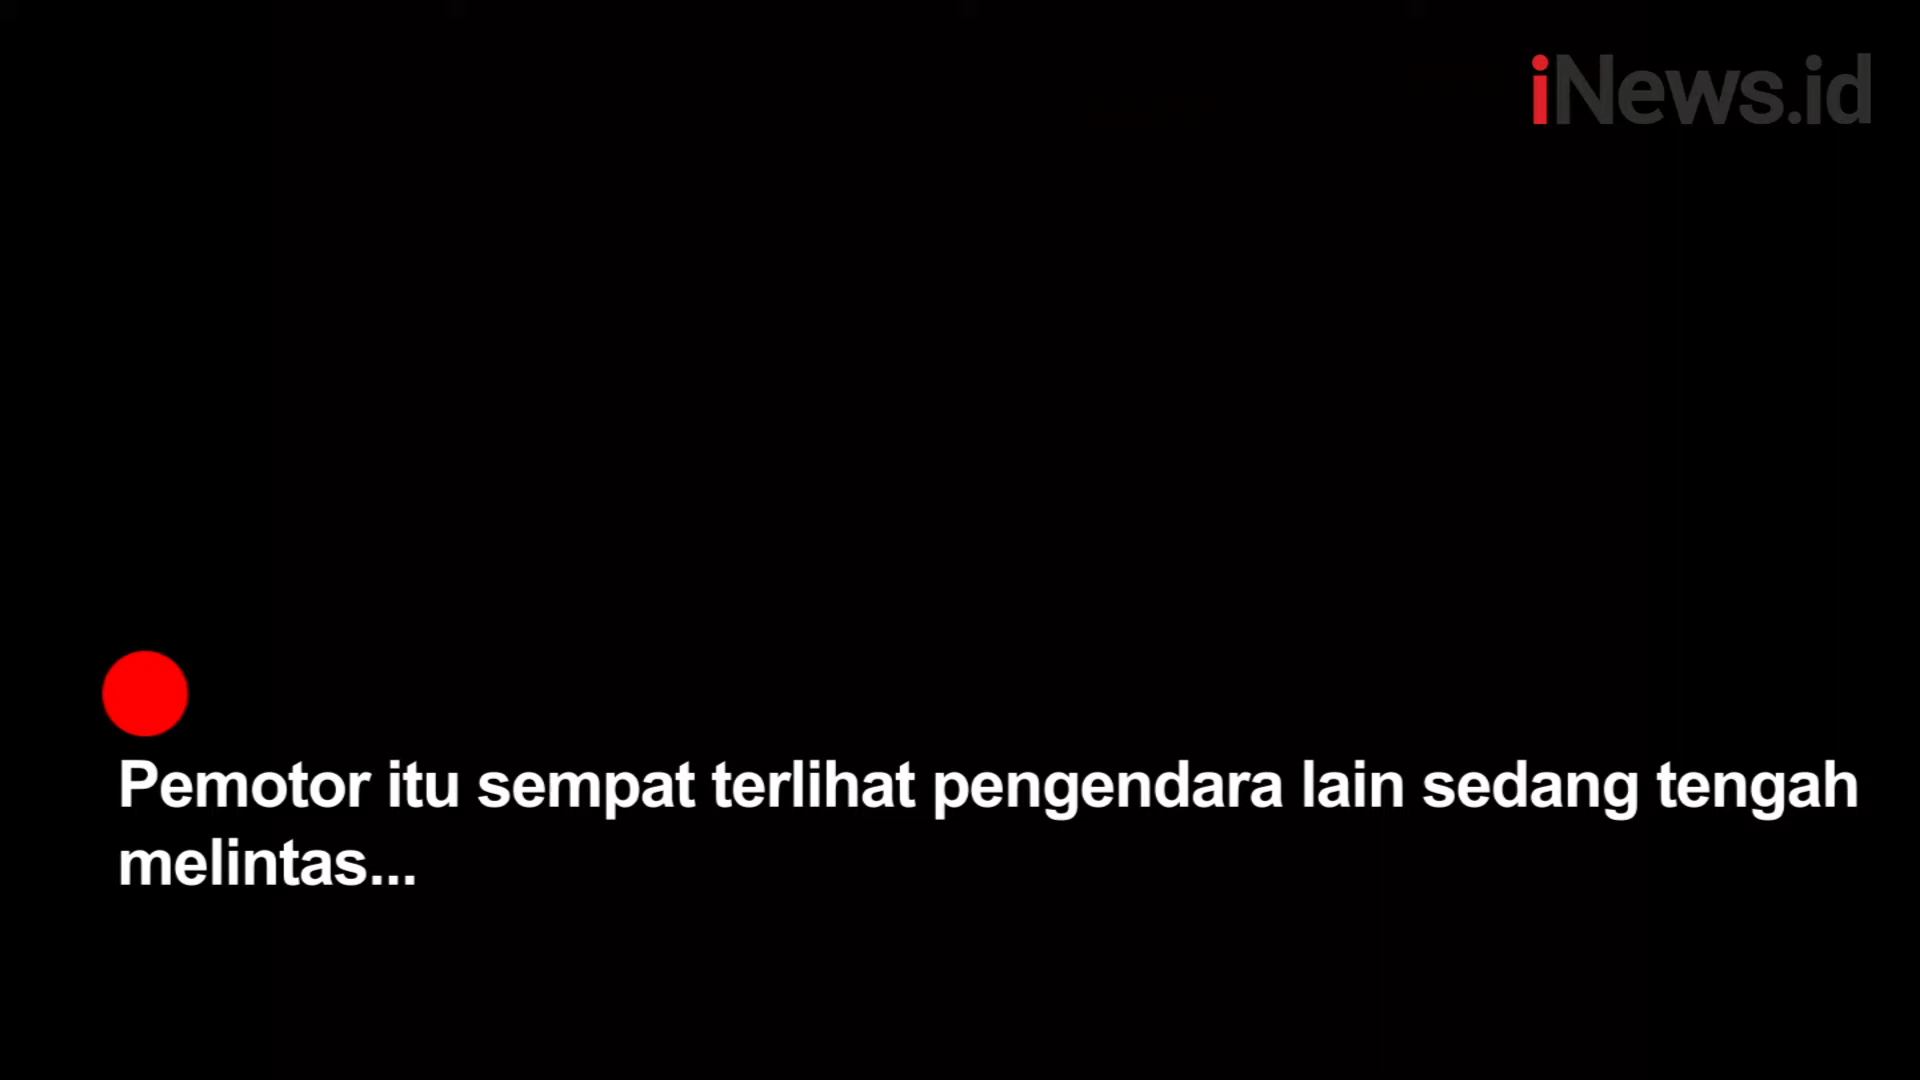 iNews.id
Pemotor itu sempat terlihat pengendara lain sedang tengah
melintas...